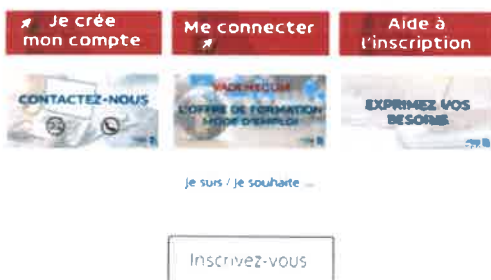 Je crée
mon compte
Me connecter
Aide à
l'inscription
CONTACTEZ-NOUS
VADEMECUM
L'OFFRE DE FORMATION
MODE D'EMPLOI
EXPRIMEZ VOS
BESOINS
Je suis / je souhaite ...
Inscrivez-vous